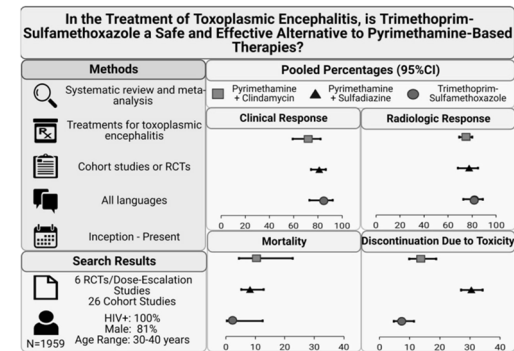 In the Treatment of Toxoplasmic Encephalitis, is Trimethoprim-
Sulfamethoxazole a Safe and Effective Alternative to Pyrimethamine-Based
Therapies?
Methods
Systematic review and meta-
analysis
Rx
Treatments for toxoplasmic
encephalitis
Cohort studies or RCTs
All languages
Inception - Present
Search Results
6 RCTs/Dose-Escalation
Studies
26 Cohort Studies
HIV+: 100%
Male: 81%
Age Range: 30-40 years
N=1959
Pooled Percentages (95%CI)
Pyrimethamine
+ Clindamycin
Pyrimethamine
+ Sulfadiazine
Trimethoprim-
Sulfamethoxazole
Clinical Response
0 20 40 60 80 100
Radiologic Response
0 20 40 60 80 100
Mortality
0 10 20 30 40
Discontinuation Due to Toxicity
0 10 20 30 40